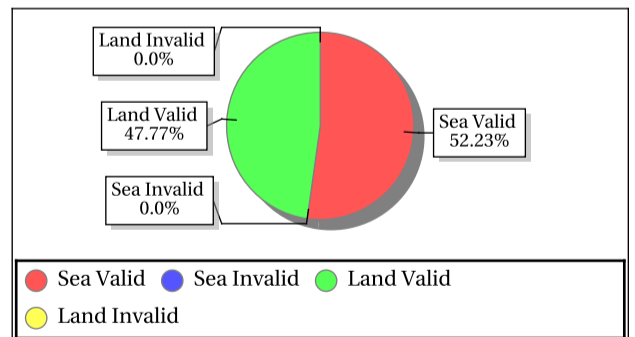 Land Invalid
0.0%
Land Valid
47.77%
Sea Valid
52.23%
Sea Invalid
0.0%
Sea Valid Sea Invalid Land Valid
Land Invalid